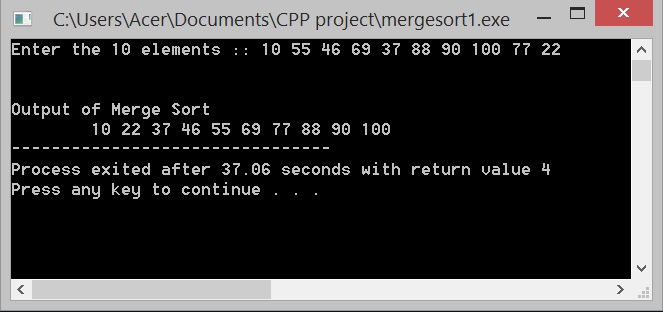 C:\Users\Acer\Documents\CPP project\mergesort1.exe
Enter the 10 elements :: 10 55 46 69 37 88 90 100 77 22
Output of Merge Sort
10 22 37 46 55 69 77 88 90 100
--------------------------------
Process exited after 37.06 seconds with return value 4
Press any key to continue . . .